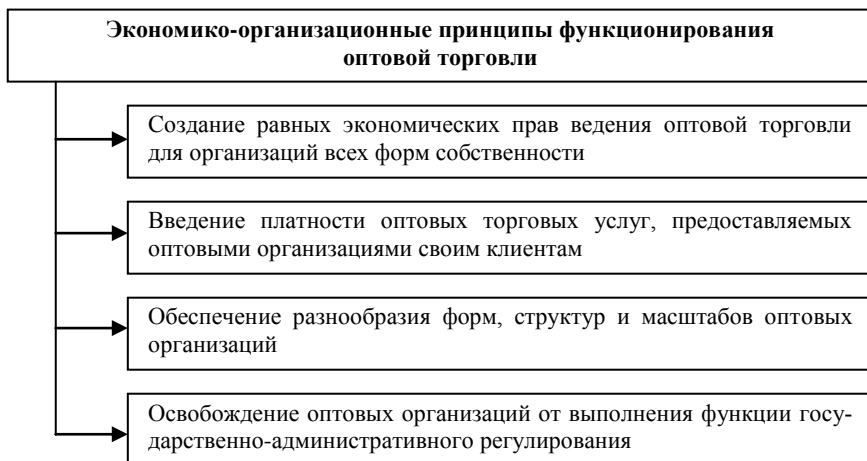 Экономико-организационные принципы функционирования
оптовой торговли
Создание равных экономических прав ведения оптовой торговли
для организаций всех форм собственности
Введение платности оптовых торговых услуг, предоставляемых
оптовыми организациями своим клиентам
Обеспечение разнообразия форм, структур и масштабов оптовых
организаций
Освобождение оптовых организаций от выполнения функции госу-
дарственно-административного регулирования